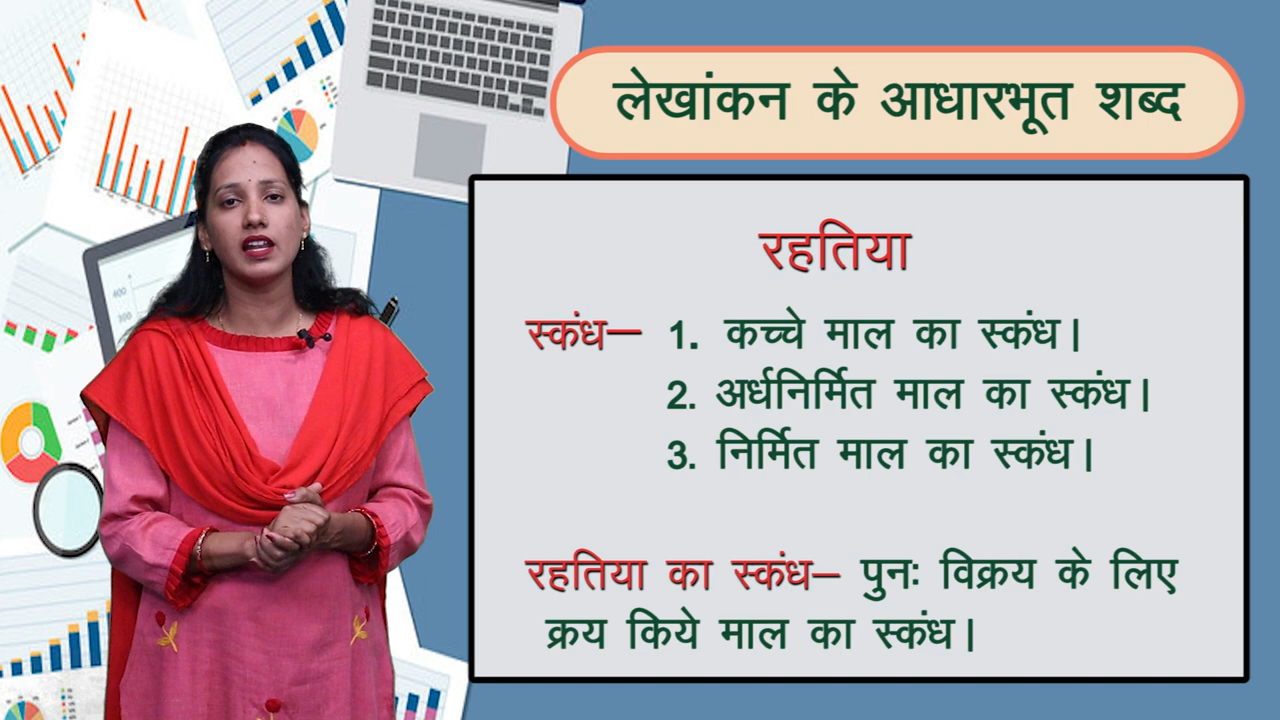 लेखांकन के आधारभूत शब्द
रहतिया
स्कंध– 1. कच्चे माल का स्कंध।
2. अर्धनिर्मित माल का स्कंध।
3. निर्मित माल का स्कंध।
रहतिया का स्कंध– पुनः विक्रय के लिए
क्रय किये माल का स्कंध।